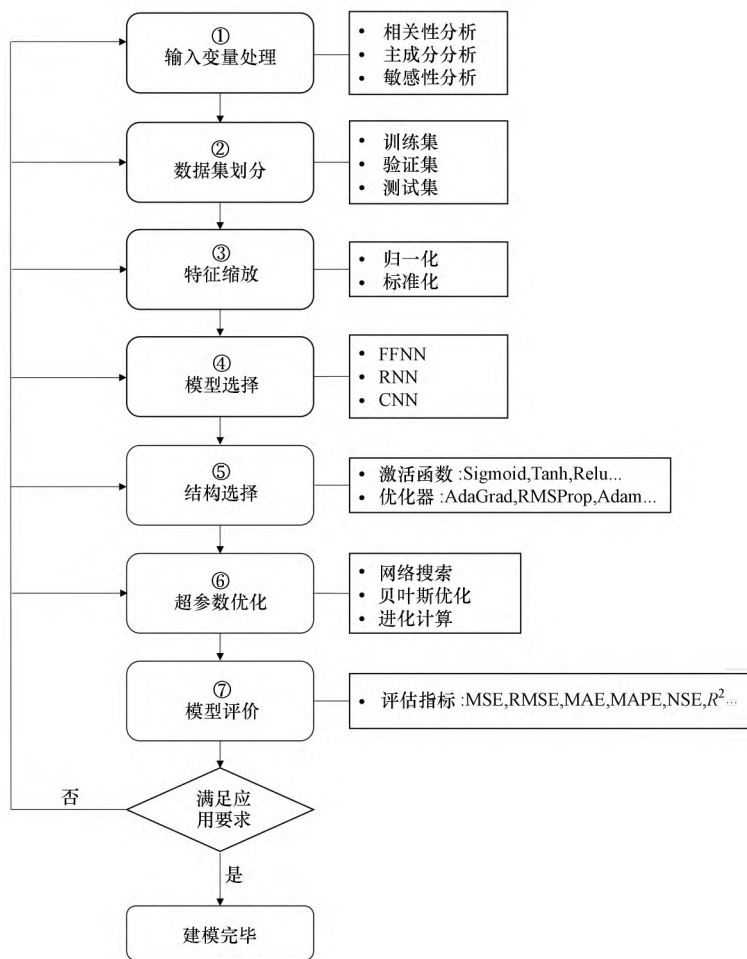 ①
输入变量处理
• 相关性分析
• 主成分分析
• 敏感性分析
②
数据集划分
• 训练集
• 验证集
• 测试集
③
特征缩放
• 归一化
• 标准化
④
模型选择
• FFNN
• RNN
• CNN
⑤
结构选择
• 激活函数:Sigmoid,Tanh,Relu...
• 优化器:AdaGrad,RMSProp,Adam...
⑥
超参数优化
• 网络搜索
• 贝叶斯优化
• 进化计算
⑦
模型评价
• 评估指标:MSE,RMSE,MAE,MAPE,NSE,R²...
满足应
用要求
否
是
建模完毕